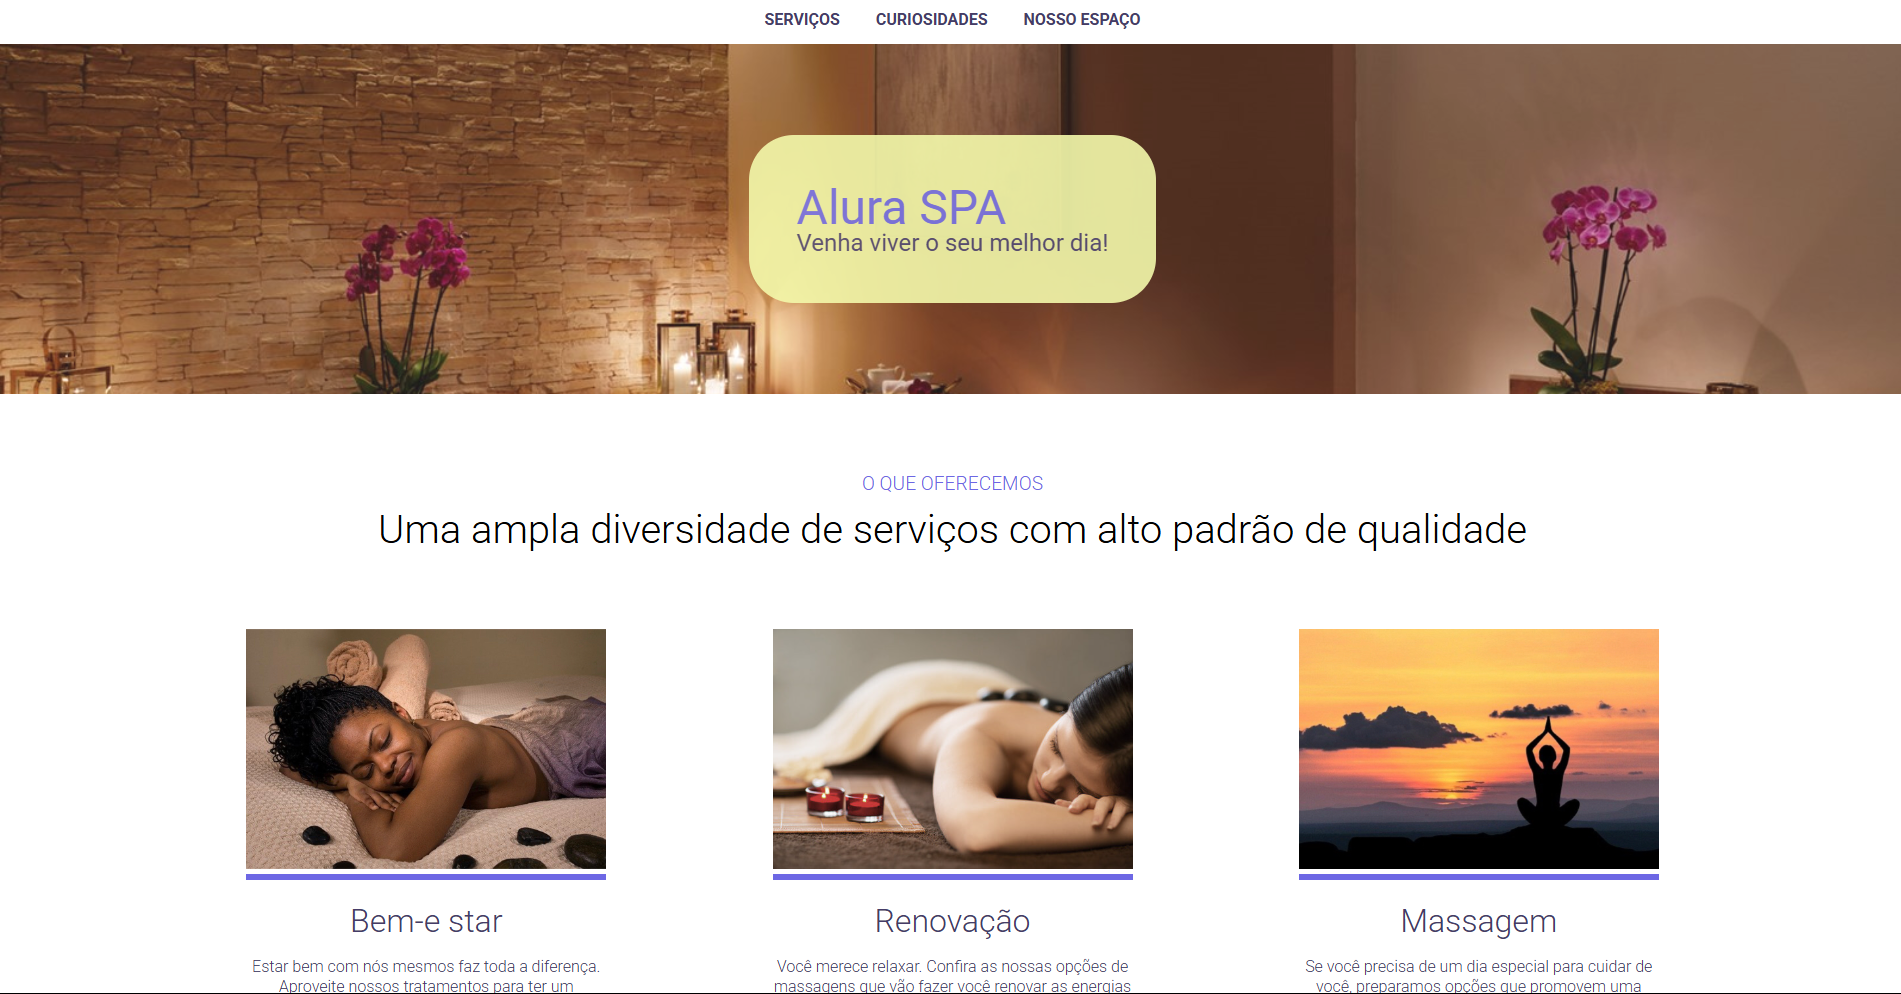 SERVIÇOS CURIOSIDADES NOSSO ESPAÇO
Alura SPA
Venha viver o seu melhor dia!
O QUE OFERECEMOS
Uma ampla diversidade de serviços com alto padrão de qualidade
Bem-e star
Estar bem com nós mesmos faz toda a diferença.
Aproveite nossos tratamentos para ter um
Renovação
Você merece relaxar. Confira as nossas opções de
massagens que vão fazer você renovar as energias
Massagem
Se você precisa de um dia especial para cuidar de
você, preparamos opções que promovem uma